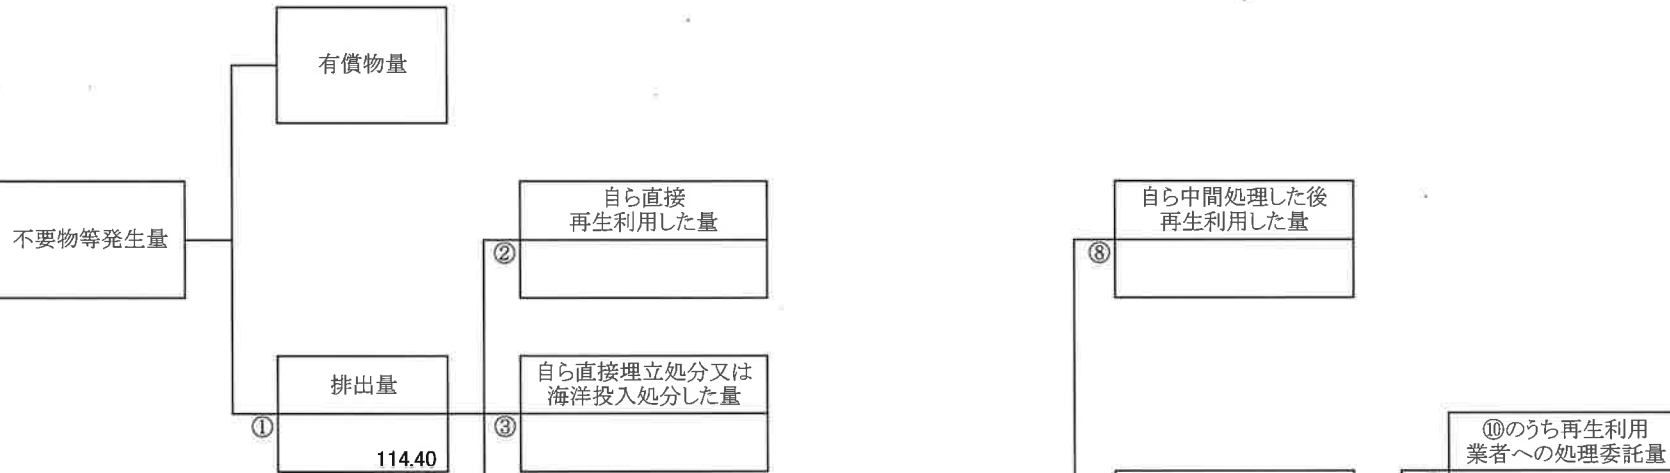 有償物量
不要物等発生量
自ら直接
再生利用した量
②
自ら中間処理した後
再生利用した量
⑧
排出量
①
114.40
自ら直接埋立処分又は
海洋投入処分した量
③
⑩のうち再生利用
業者への処理委託量